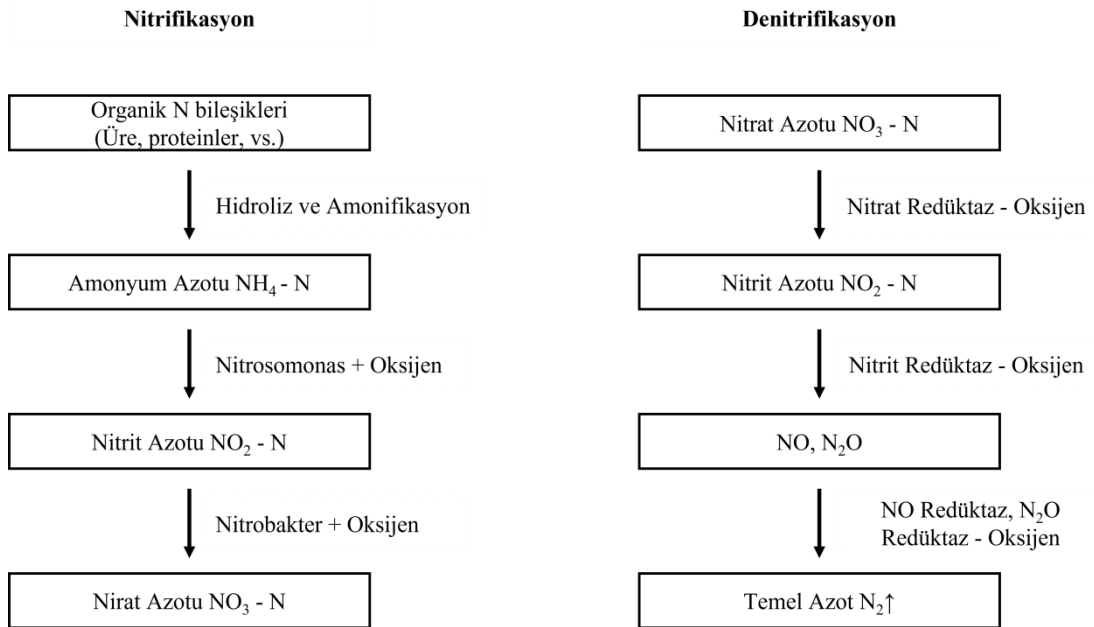 Nitrifikasyon
Organik N bileşikleri
(Üre, proteinler, vs.)
Hidroliz ve Amonifikasyon
Amonyum Azotu NH₄ - N
Nitrosomonas + Oksijen
Nitrit Azotu NO₂ - N
Nitrobakter + Oksijen
Nirat Azotu NO₃ - N
Denitrifikasyon
Nitrat Azotu NO₃ - N
Nitrat Redüktaz - Oksijen
Nitrit Azotu NO₂ - N
Nitrit Redüktaz - Oksijen
NO, N₂O
NO Redüktaz, N₂O
Redüktaz - Oksijen
Temel Azot N₂↑